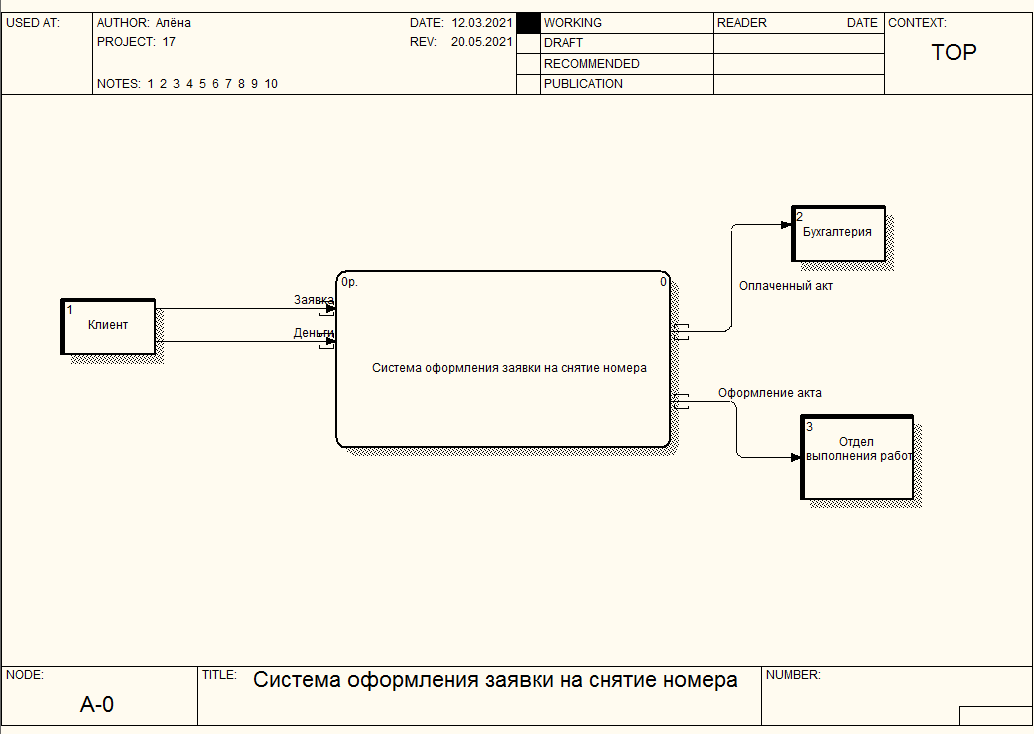 USED AT:
AUTHOR: Алёна
DATE: 12.03.2021
PROJECT: 17
REV: 20.05.2021
NOTES: 1 2 3 4 5 6 7 8 9 10
WORKING
DRAFT
RECOMMENDED
PUBLICATION
READER
DATE
CONTEXT:
TOP
1
Клиент
Заявка
Деньги
0р.
0
Система оформления заявки на снятие номера
2
Бухгалтерия
Оплаченный акт
Оформление акта
3
Отдел
выполнения работ
NODE:
A-0
TITLE:
Система оформления заявки на снятие номера
NUMBER: